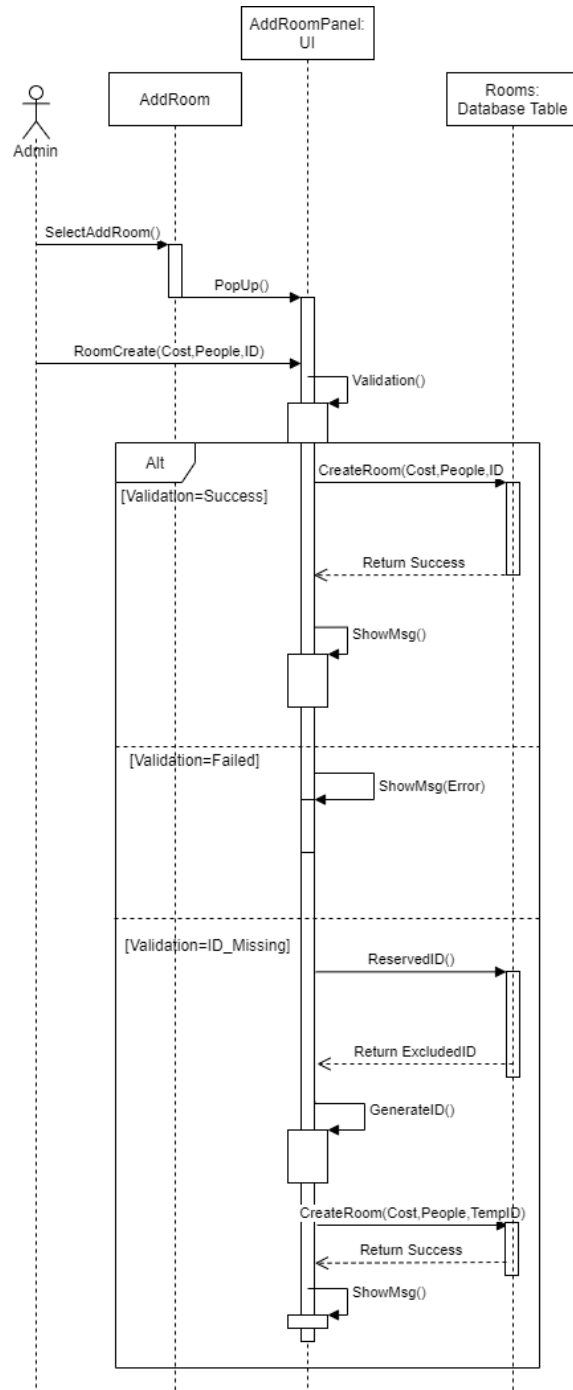 AddRoomPanel:
UI
AddRoom
Rooms:
Database Table
Admin
SelectAddRoom()
PopUp()
RoomCreate(Cost,People,ID)
Validation()
Alt
CreateRoom(Cost,People,ID
[Validation=Success]
Return Success
ShowMsg()
[Validation=Failed]
ShowMsg(Error)
[Validation=ID_Missing]
ReservedID()
Return ExcludedID
GenerateID()
CreateRoom(Cost,People,TempID)
Return Success
ShowMsg()